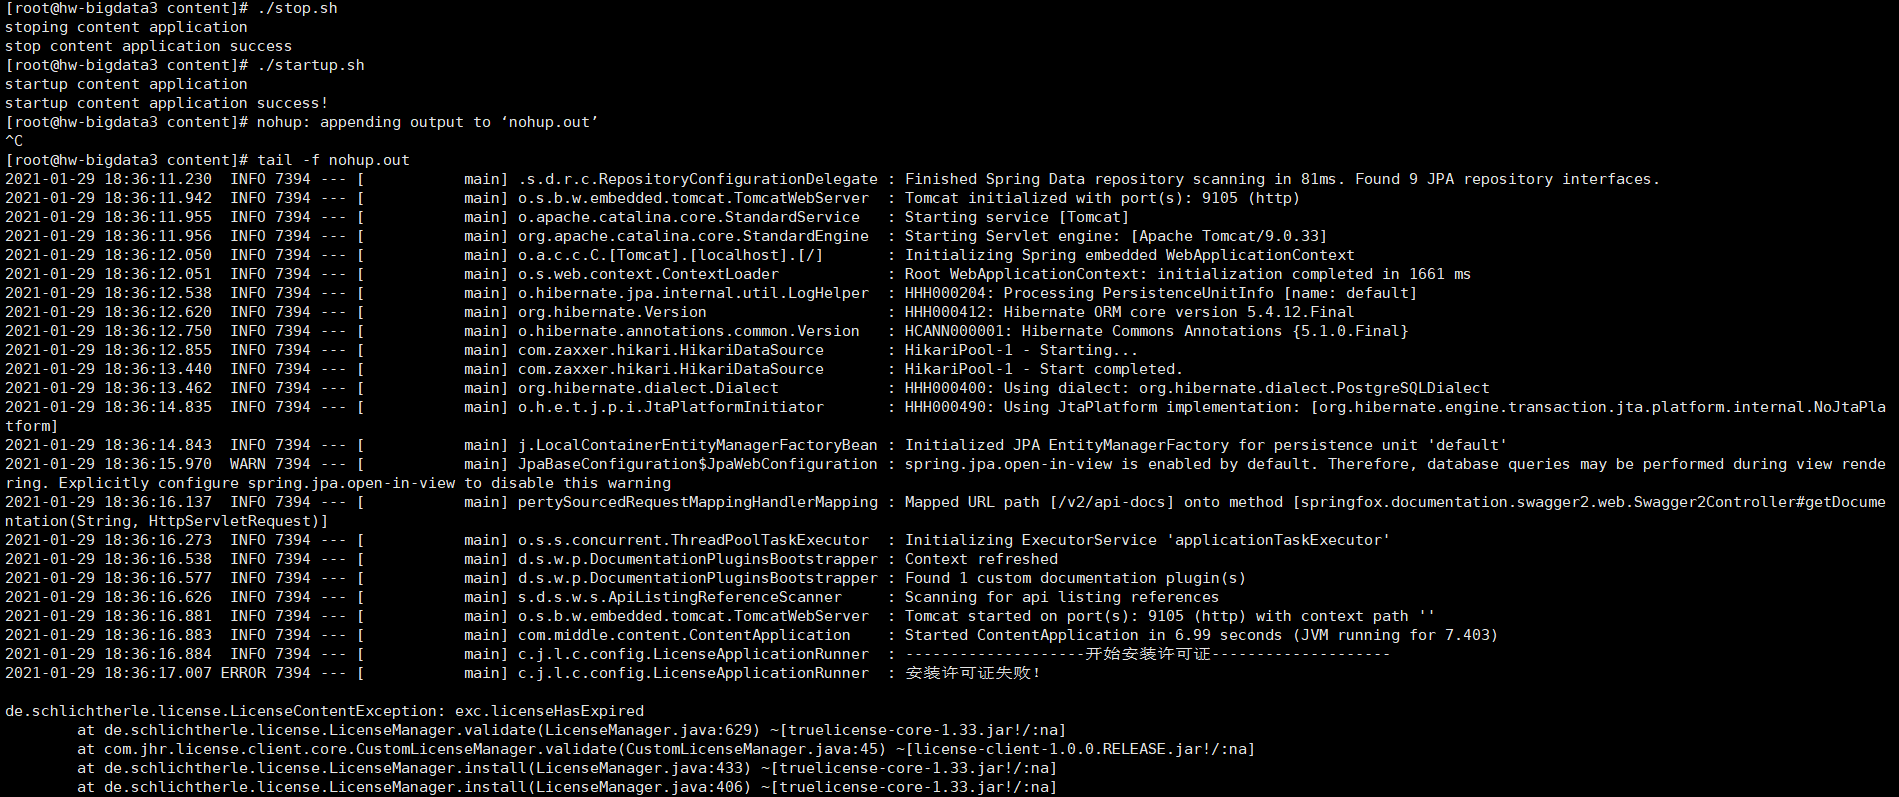 [root@hw-bigdata3 content]# ./stop.sh
stoping content application
stop content application success
[root@hw-bigdata3 content]# ./startup.sh
startup content application
startup content application success!
[root@hw-bigdata3 content]# nohup: appending output to ‘nohup.out’
^C
[root@hw-bigdata3 content]# tail -f nohup.out
2021-01-29 18:36:11.230  INFO 7394 --- [           main] .s.d.r.c.RepositoryConfigurationDelegate : Finished Spring Data repository scanning in 81ms. Found 9 JPA repository interfaces.
2021-01-29 18:36:11.942  INFO 7394 --- [           main] o.s.b.w.embedded.tomcat.TomcatWebServer  : Tomcat initialized with port(s): 9105 (http)
2021-01-29 18:36:11.955  INFO 7394 --- [           main] o.apache.catalina.core.StandardService   : Starting service [Tomcat]
2021-01-29 18:36:11.956  INFO 7394 --- [           main] org.apache.catalina.core.StandardEngine  : Starting Servlet engine: [Apache Tomcat/9.0.33]
2021-01-29 18:36:12.050  INFO 7394 --- [           main] o.a.c.c.C.[Tomcat].[localhost].[/]       : Initializing Spring embedded WebApplicationContext
2021-01-29 18:36:12.051  INFO 7394 --- [           main] o.s.web.context.ContextLoader            : Root WebApplicationContext: initialization completed in 1661 ms
2021-01-29 18:36:12.538  INFO 7394 --- [           main] o.hibernate.jpa.internal.util.LogHelper  : HHH000204: Processing PersistenceUnitInfo [name: default]
2021-01-29 18:36:12.620  INFO 7394 --- [           main] org.hibernate.Version                    : HHH000412: Hibernate ORM core version 5.4.12.Final
2021-01-29 18:36:12.750  INFO 7394 --- [           main] o.hibernate.annotations.common.Version   : HCANN000001: Hibernate Commons Annotations {5.1.0.Final}
2021-01-29 18:36:12.855  INFO 7394 --- [           main] com.zaxxer.hikari.HikariDataSource       : HikariPool-1 - Starting...
2021-01-29 18:36:13.440  INFO 7394 --- [           main] com.zaxxer.hikari.HikariDataSource       : HikariPool-1 - Start completed.
2021-01-29 18:36:13.462  INFO 7394 --- [           main] org.hibernate.dialect.Dialect            : HHH000400: Using dialect: org.hibernate.dialect.PostgreSQLDialect
2021-01-29 18:36:14.835  INFO 7394 --- [           main] o.h.e.t.j.p.i.JtaPlatformInitiator       : HHH000490: Using JtaPlatform implementation: [org.hibernate.engine.transaction.jta.platform.internal.NoJtaPla
tform]
2021-01-29 18:36:14.843  INFO 7394 --- [           main] j.LocalContainerEntityManagerFactoryBean : Initialized JPA EntityManagerFactory for persistence unit 'default'
2021-01-29 18:36:15.970  WARN 7394 --- [           main] JpaBaseConfiguration$JpaWebConfiguration : spring.jpa.open-in-view is enabled by default. Therefore, database queries may be performed during view rende
ring. Explicitly configure spring.jpa.open-in-view to disable this warning
2021-01-29 18:36:16.137  INFO 7394 --- [           main] pertySourcedRequestMappingHandlerMapping : Mapped URL path [/v2/api-docs] onto method [springfox.documentation.swagger2.web.Swagger2Controller#getDocume
ntation(String, HttpServletRequest)]
2021-01-29 18:36:16.273  INFO 7394 --- [           main] o.s.s.concurrent.ThreadPoolTaskExecutor  : Initializing ExecutorService 'applicationTaskExecutor'
2021-01-29 18:36:16.538  INFO 7394 --- [           main] d.s.w.p.DocumentationPluginsBootstrapper : Context refreshed
2021-01-29 18:36:16.577  INFO 7394 --- [           main] d.s.w.p.DocumentationPluginsBootstrapper : Found 1 custom documentation plugin(s)
2021-01-29 18:36:16.626  INFO 7394 --- [           main] s.d.s.w.s.ApiListingReferenceScanner     : Scanning for api listing references
2021-01-29 18:36:16.881  INFO 7394 --- [           main] o.s.b.w.embedded.tomcat.TomcatWebServer  : Tomcat started on port(s): 9105 (http) with context path ''
2021-01-29 18:36:16.883  INFO 7394 --- [           main] com.middle.content.ContentApplication    : Started ContentApplication in 6.99 seconds (JVM running for 7.403)
2021-01-29 18:36:16.884  INFO 7394 --- [           main] c.j.l.c.config.LicenseApplicationRunner  : --------------------开始安装许可证--------------------
2021-01-29 18:36:17.007 ERROR 7394 --- [           main] c.j.l.c.config.LicenseApplicationRunner  : 安装许可证失败!
de.schlichtherle.license.LicenseContentException: exc.licenseHasExpired
        at de.schlichtherle.license.LicenseManager.validate(LicenseManager.java:629) ~[truelicense-core-1.33.jar!/:na]
        at com.jhr.license.client.core.CustomLicenseManager.validate(CustomLicenseManager.java:45) ~[license-client-1.0.0.RELEASE.jar!/:na]
        at de.schlichtherle.license.LicenseManager.install(LicenseManager.java:433) ~[truelicense-core-1.33.jar!/:na]
        at de.schlichtherle.license.LicenseManager.install(LicenseManager.java:406) ~[truelicense-core-1.33.jar!/:na]